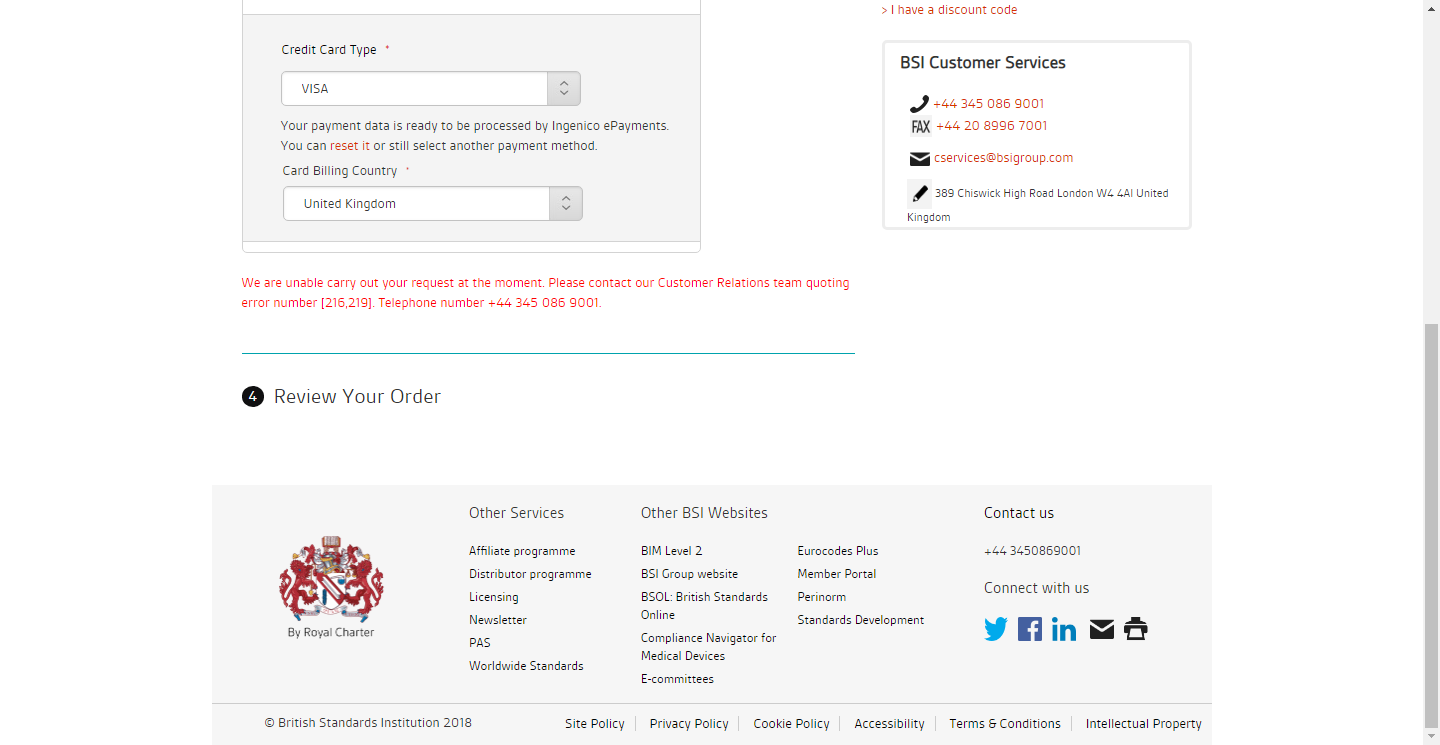 > I have a discount code
Credit Card Type *
VISA
Your payment data is ready to be processed by Ingenico ePayments.
You can reset it or still select another payment method.
Card Billing Country *
United Kingdom
BSI Customer Services
+44 345 086 9001
FAX +44 20 8996 7001
cservices@bsigroup.com
389 Chiswick High Road London W4 4Al United
Kingdom
We are unable carry out your request at the moment. Please contact our Customer Relations team quoting
error number [216,219]. Telephone number +44 345 086 9001.
4 Review Your Order
By Royal Charter
Other Services
Affiliate programme
Distributor programme
Licensing
Newsletter
PAS
Worldwide Standards
Other BSI Websites
BIM Level 2
BSI Group website
BSOL: British Standards
Online
Compliance Navigator for
Medical Devices
E-committees
Eurocodes Plus
Member Portal
Perinorm
Standards Development
Contact us
+44 3450869001
Connect with us
© British Standards Institution 2018
Site Policy
Privacy Policy
Cookie Policy
Accessibility
Terms & Conditions
Intellectual Property